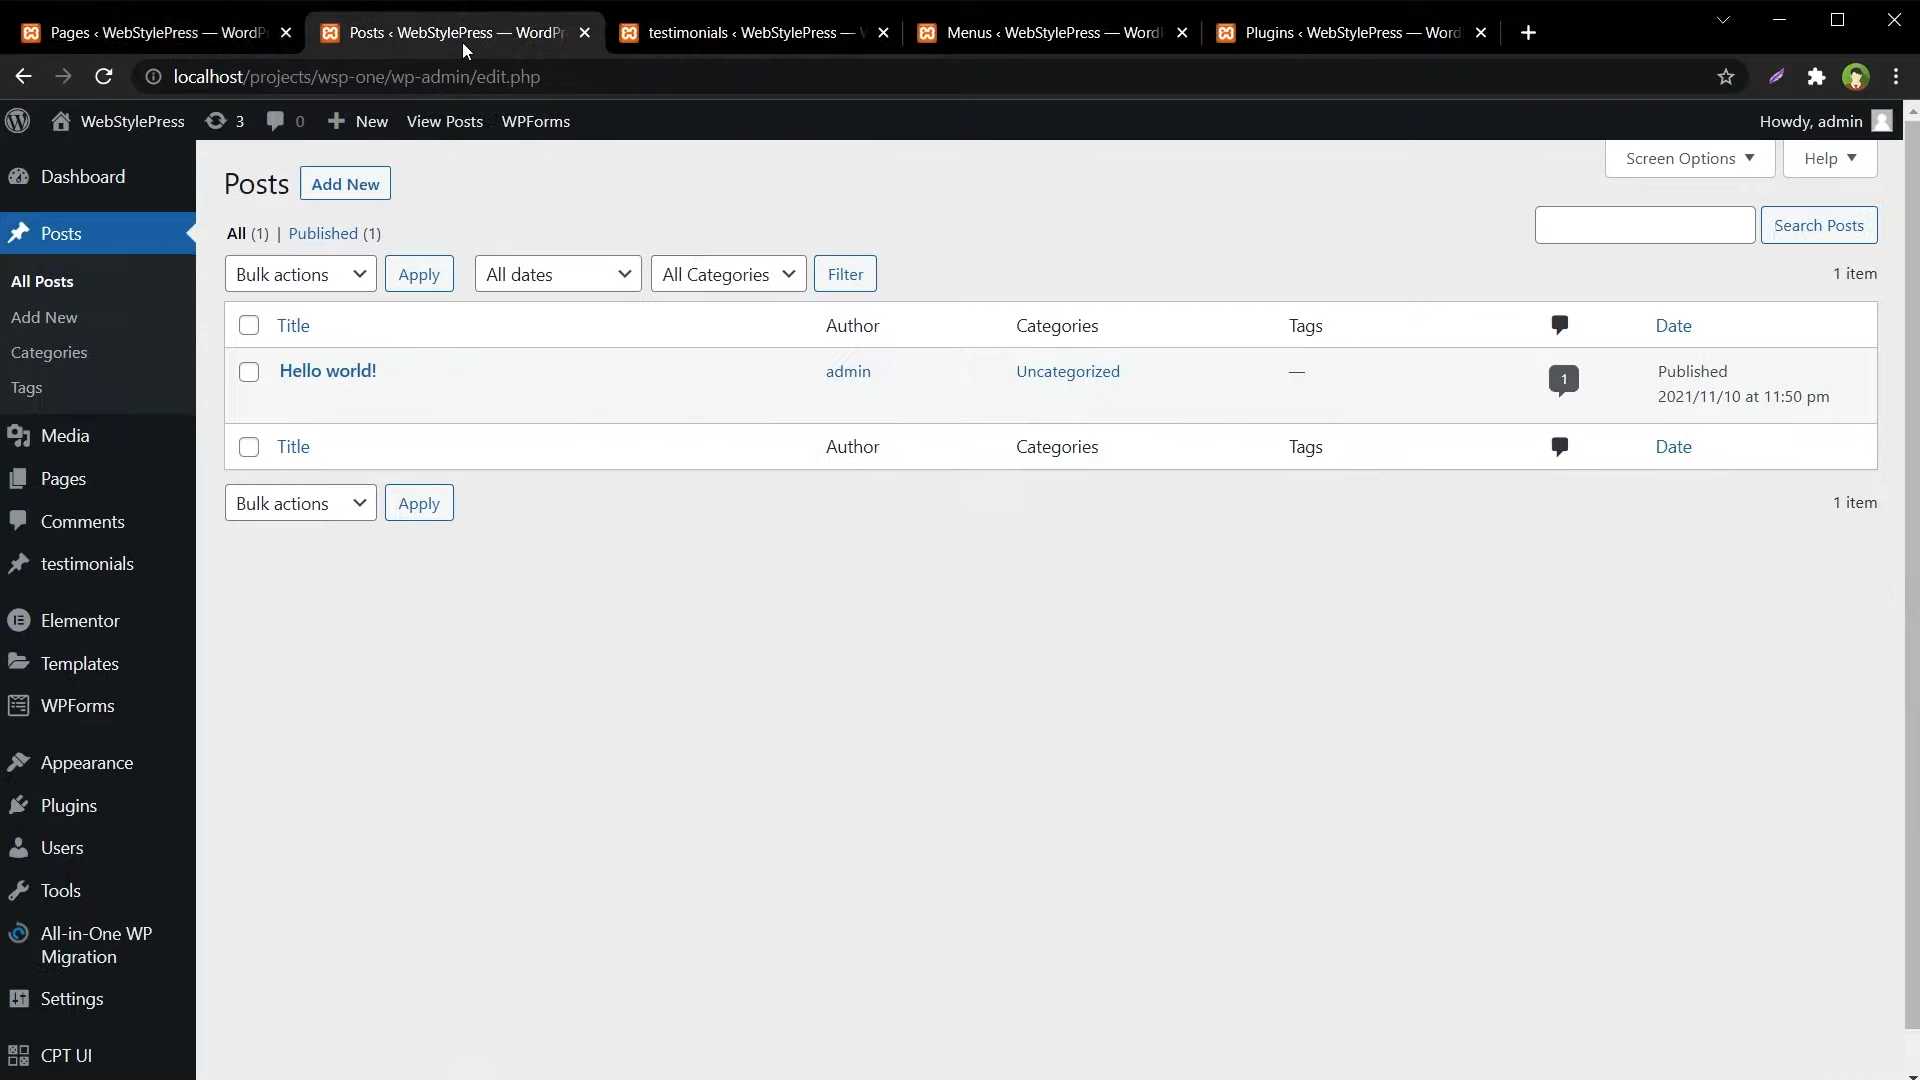 Pages ‹ WebStylePress — WordP
Posts ‹ WebStylePress — WordPr
testimonials ‹ WebStylePress —
Menus ‹ WebStylePress — Word
Plugins ‹ WebStylePress — Word
localhost/projects/wsp-one/wp-admin/edit.php
WebStylePress 3 0 New View Posts WPForms Howdy, admin
Dashboard
Posts
All Posts
Add New
Categories
Tags
Media
Pages
Comments
testimonials
Elementor
Templates
WPForms
Appearance
Plugins
Users
Tools
All-in-One WP
Migration
Settings
CPT UI
Screen Options Help
Posts Add New
All (1) | Published (1)
Search Posts
Bulk actions Apply All dates All Categories Filter 1 item
Title Author Categories Tags Date
Hello world! admin Uncategorized — 1 Published
2021/11/10 at 11:50 pm
Title Author Categories Tags Date
Bulk actions Apply 1 item